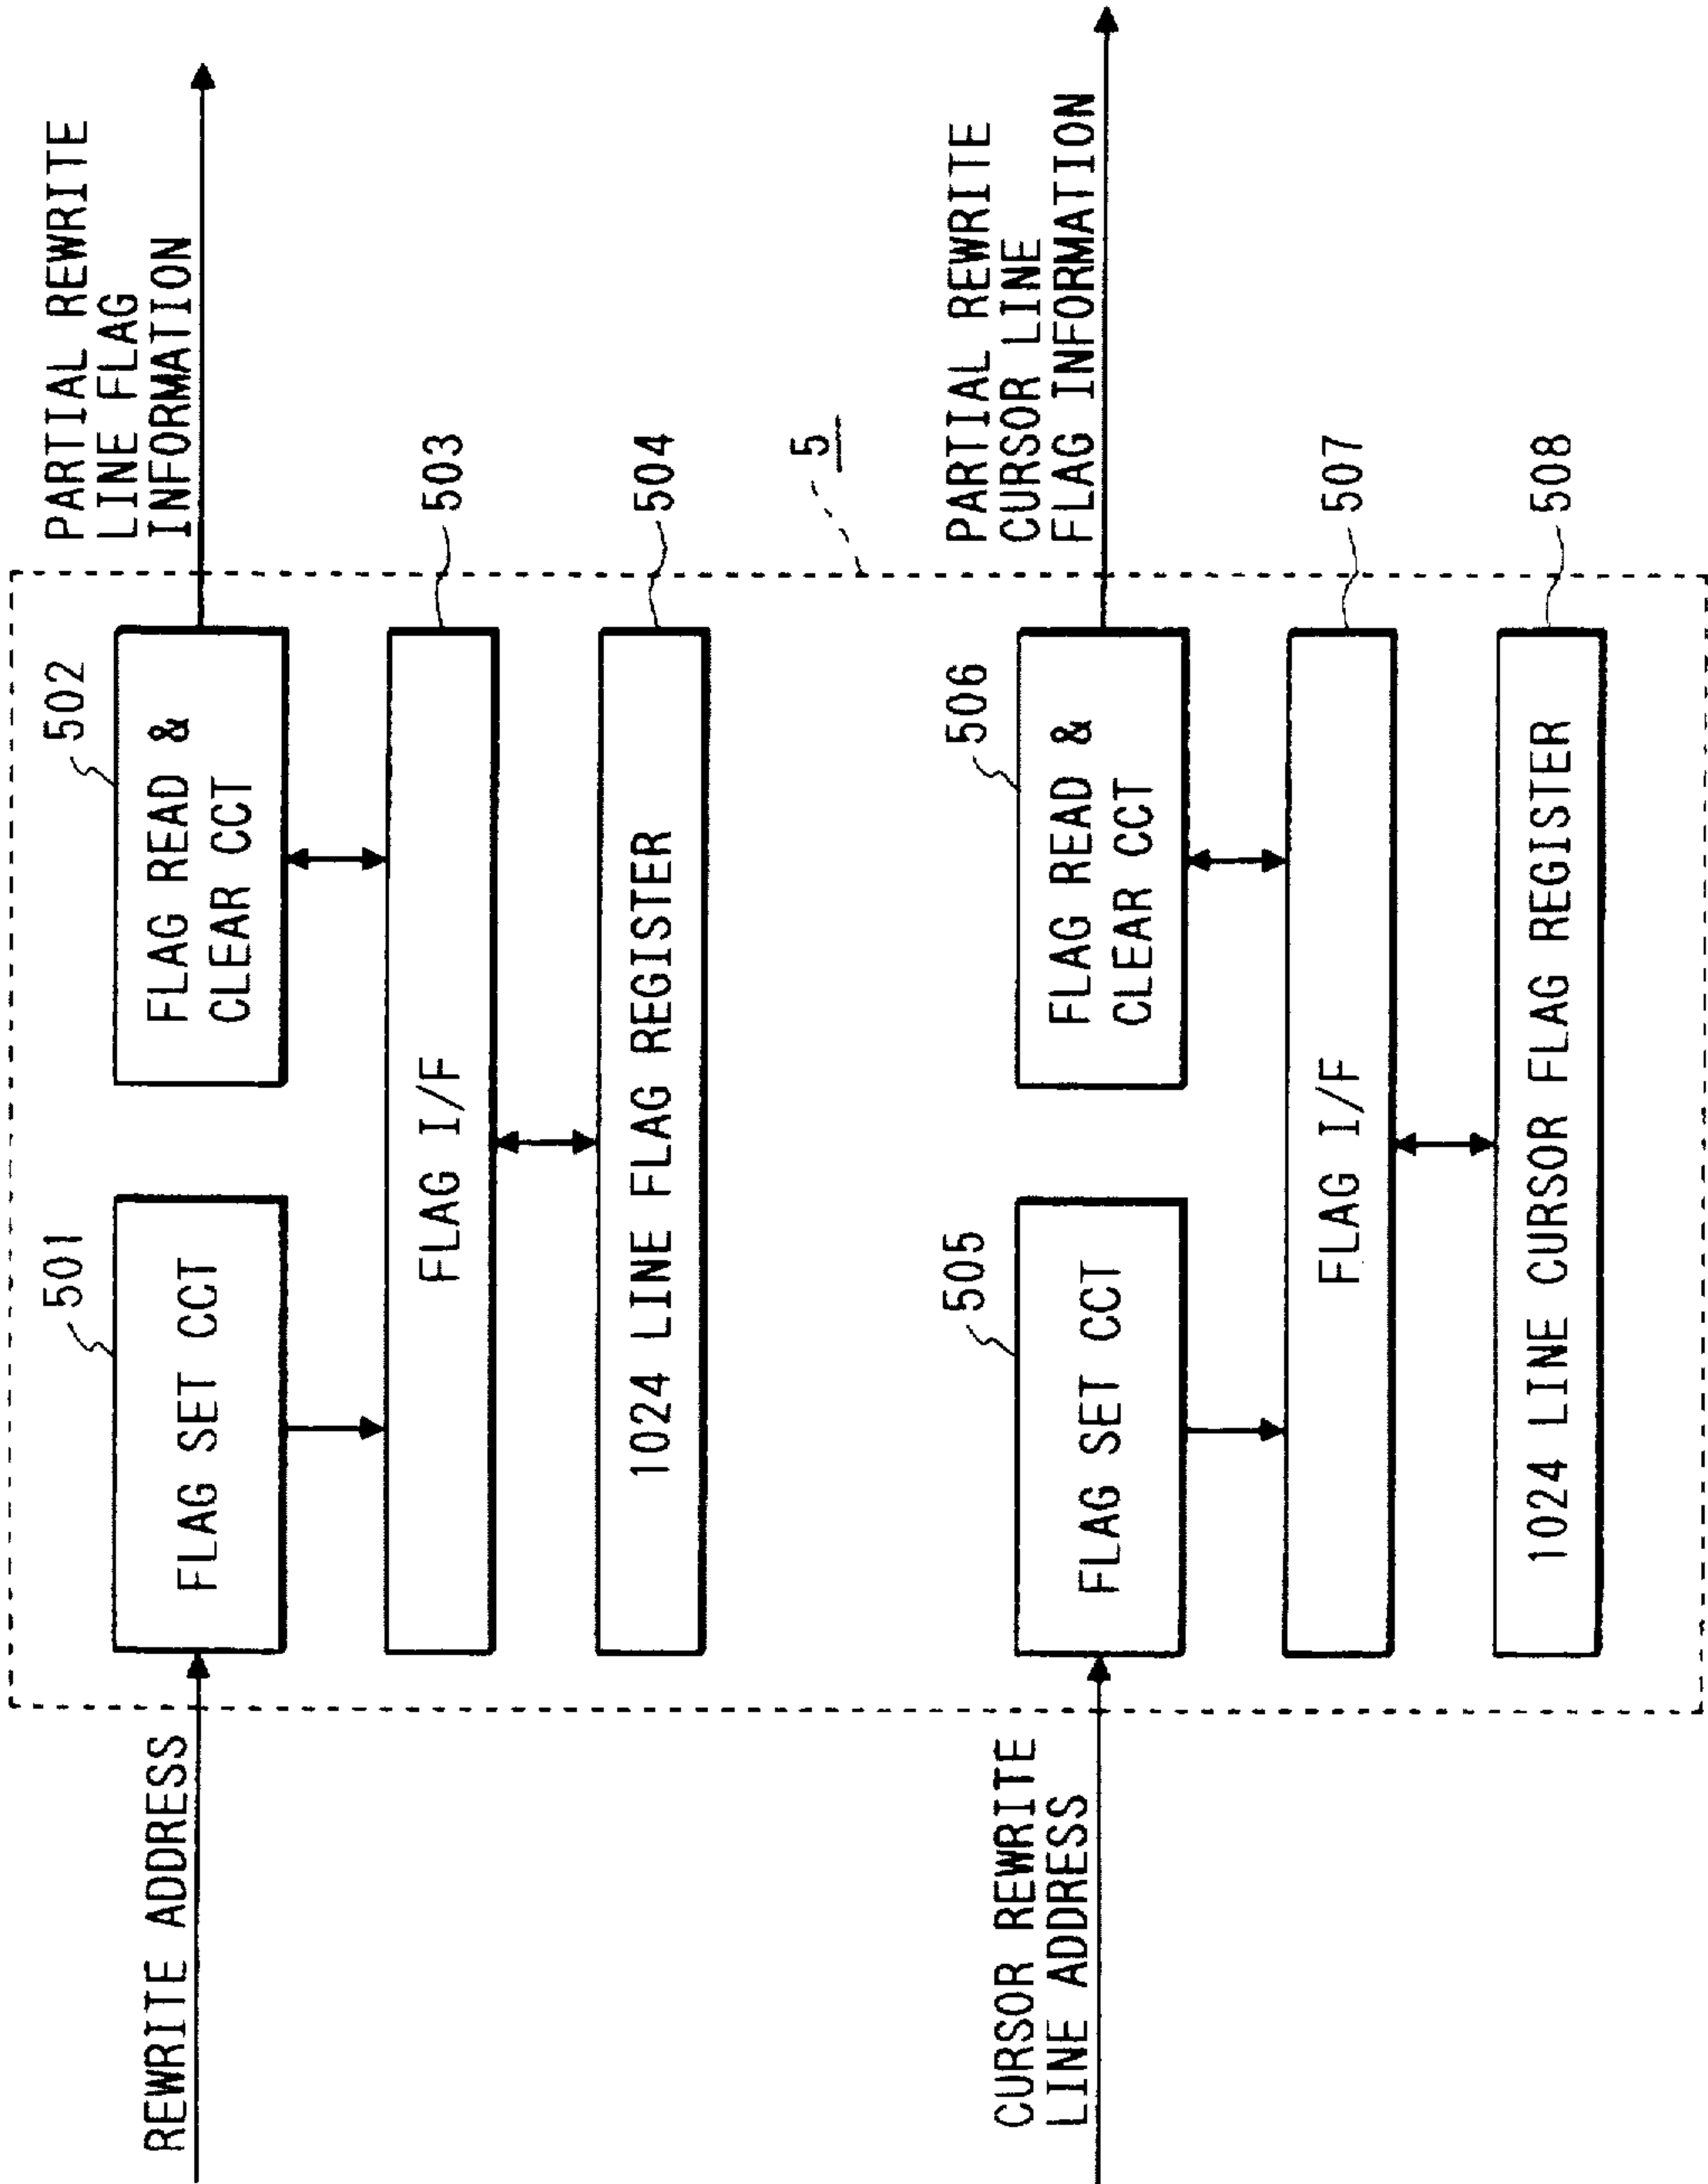 REWRITE ADDRESS
501
FLAG SET CCT
502
FLAG READ &
CLEAR CCT
PARTIAL REWRITE
LINE FLAG
INFORMATION
FLAG I/F
503
1024 LINE FLAG REGISTER
504
5
CURSOR REWRITE
LINE ADDRESS
505
FLAG SET CCT
506
FLAG READ &
CLEAR CCT
PARTIAL REWRITE
CURSOR LINE
FLAG INFORMATION
FLAG I/F
507
1024 LINE CURSOR FLAG REGISTER
508